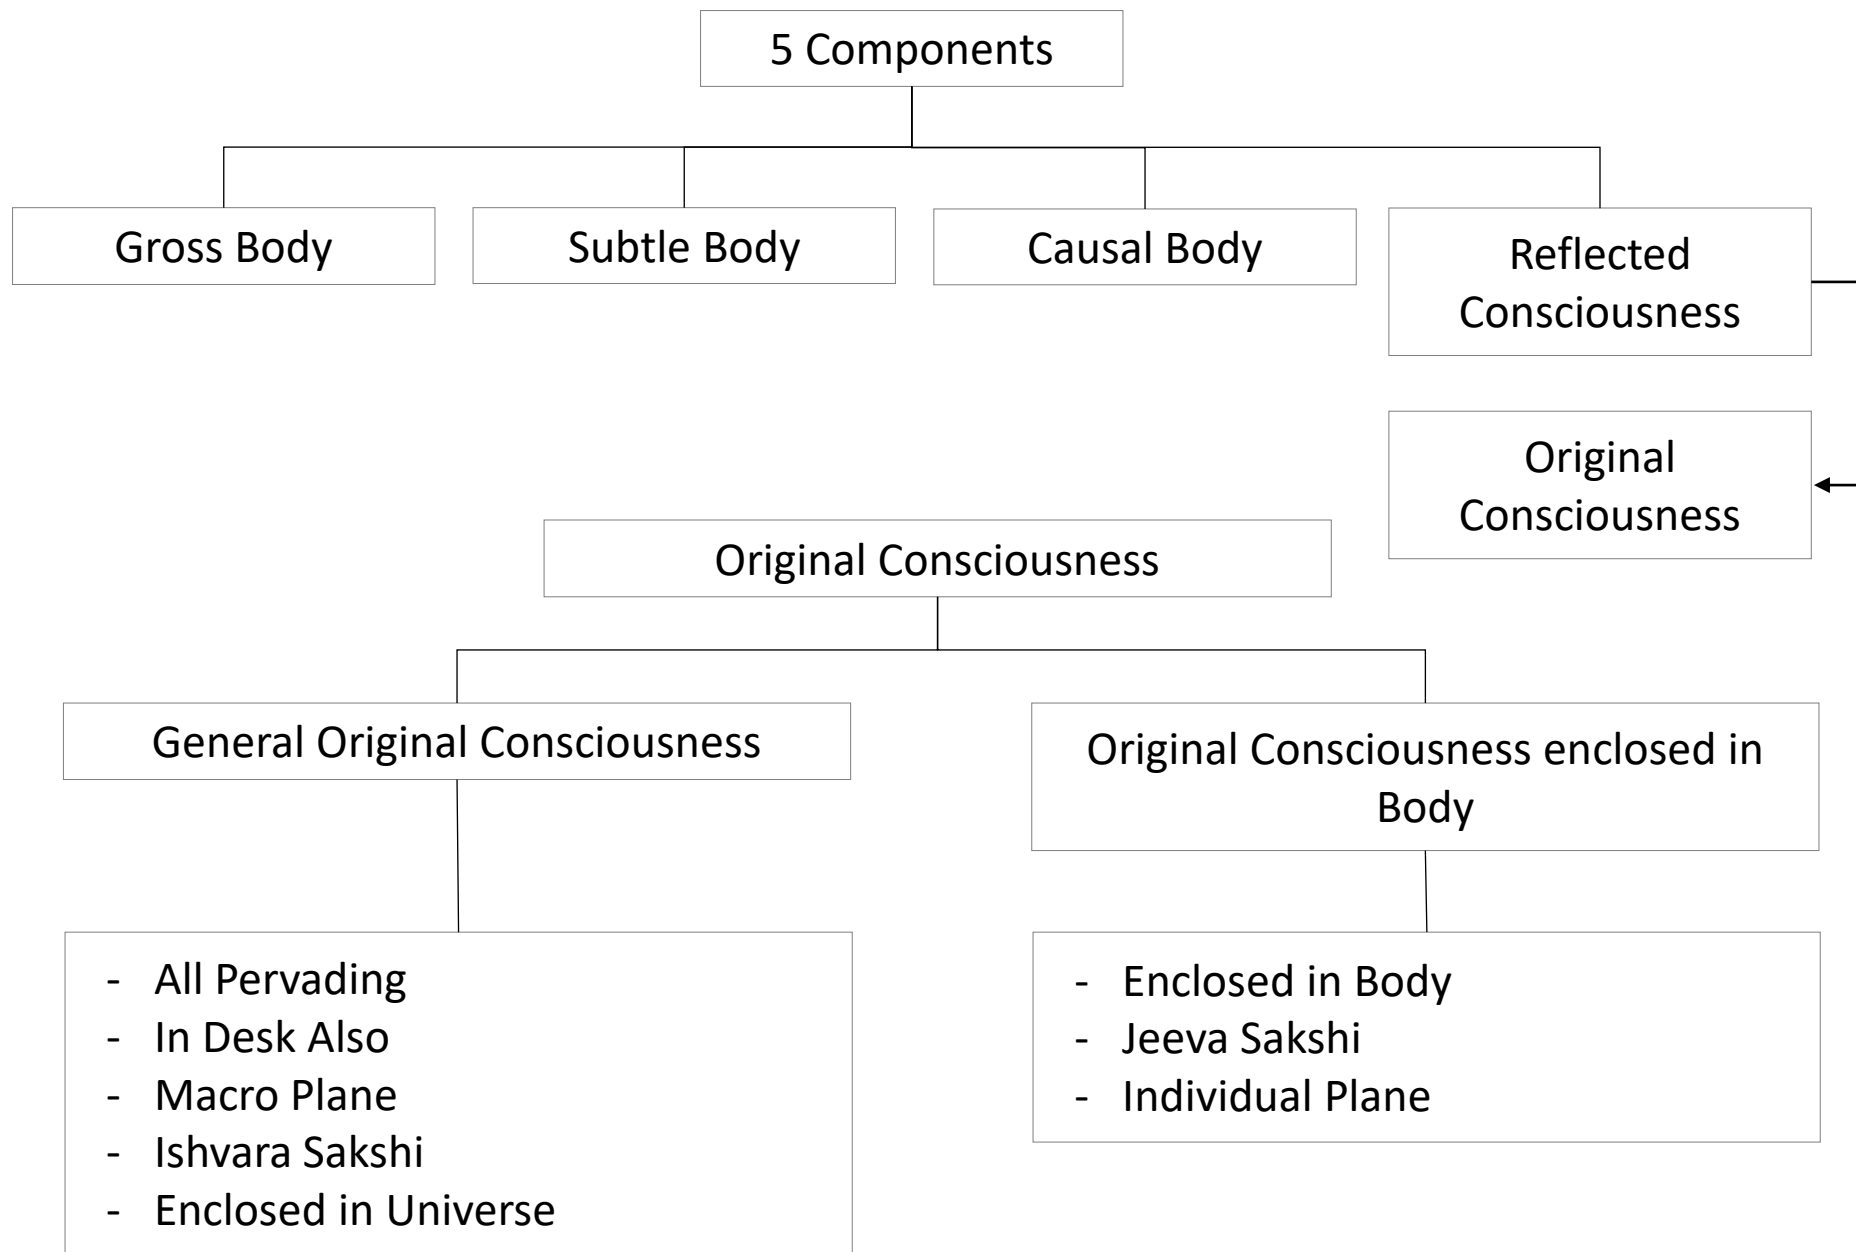 5 Components
Gross Body
Subtle Body
Causal Body
Reflected
Consciousness
Original
Consciousness
Original Consciousness
General Original Consciousness
Original Consciousness enclosed in
Body
- All Pervading
- In Desk Also
- Macro Plane
- Ishvara Sakshi
- Enclosed in Universe
- Enclosed in Body
- Jeeva Sakshi
- Individual Plane